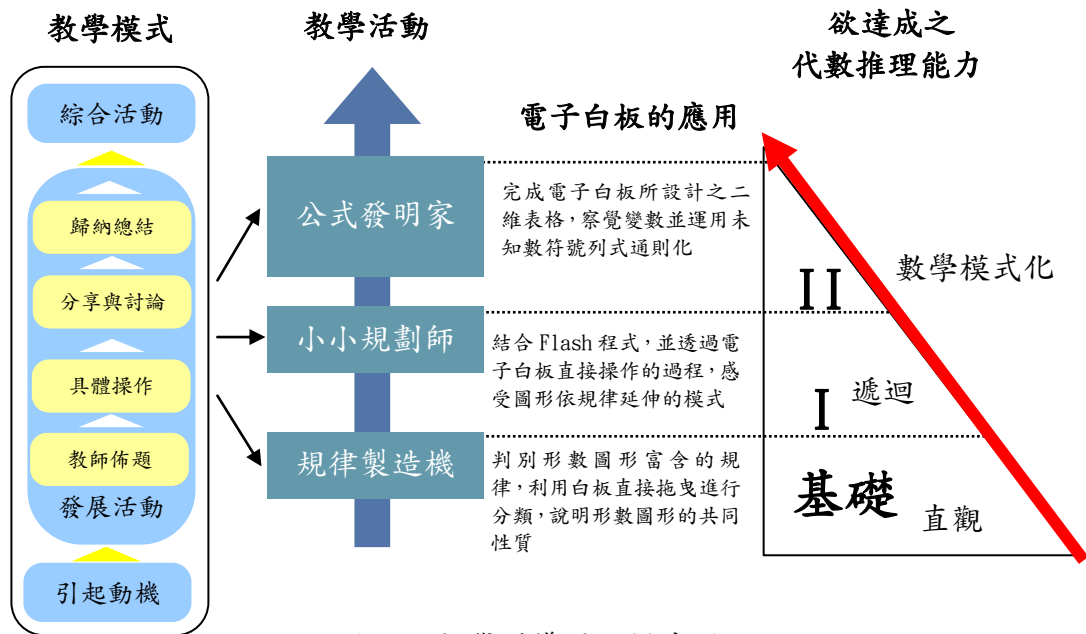 教學模式
教學活動
欲達成之
代數推理能力
電子白板的應用
綜合活動
歸納總結
分享與討論
具體操作
教師佈題
發展活動
引起動機
公式發明家
小小規劃師
規律製造機
完成電子白板所設計之二
維表格，察覺變數並運用未
知數符號列式通則化
結合 Flash 程式，並透過電
子白板直接操作的過程，感
受圖形依規律延伸的模式
判別形數圖形富含的規
律，利用白板直接拖曳進行
分類，說明形數圖形的共同
性質
II
數學模式化
I
遞迴
基礎
直觀